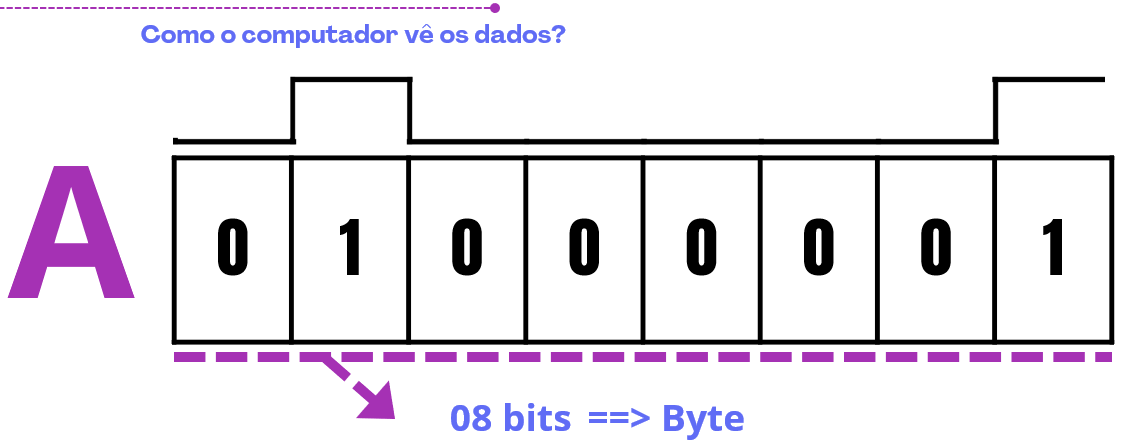 Como o computador vê os dados?
A 0 1 0 0 0 0 0 1
08 bits ==> Byte